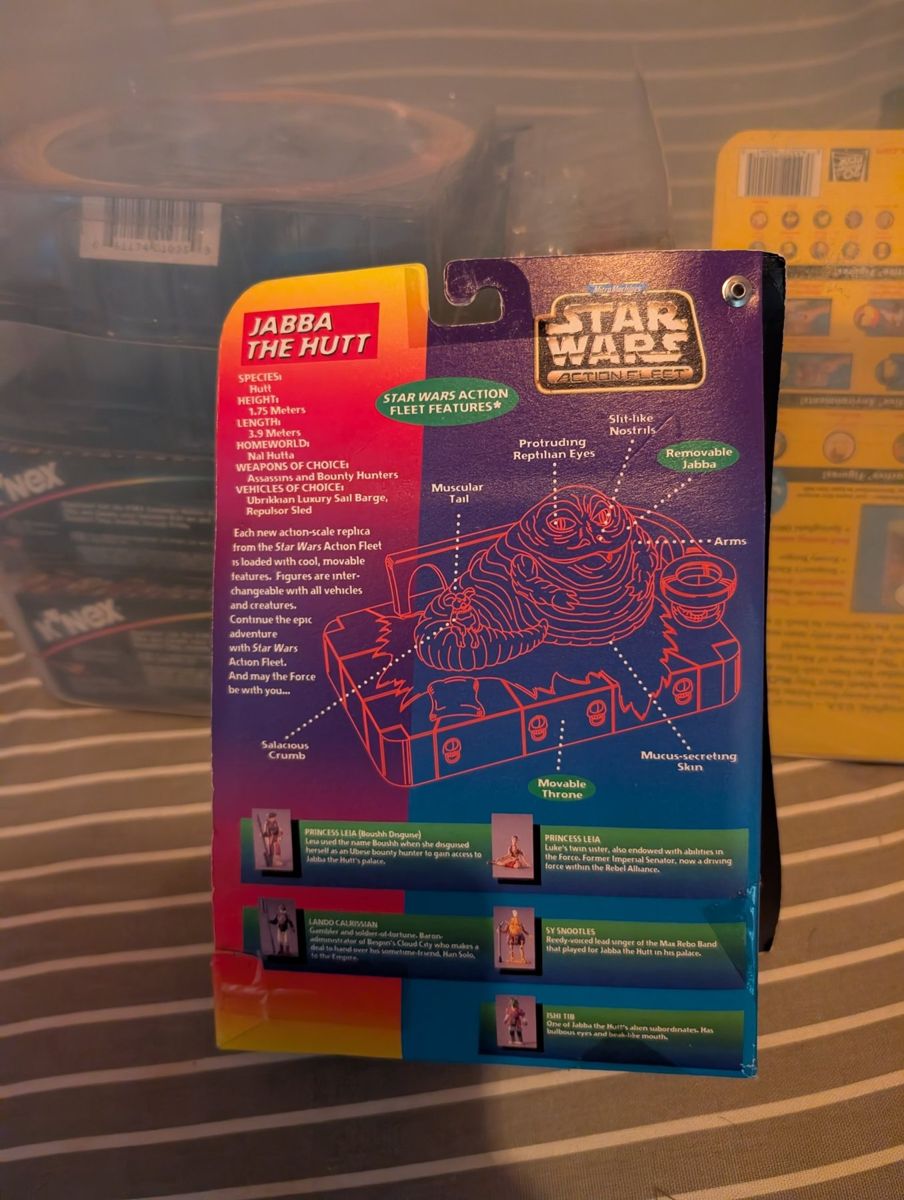 K'NEX
K'NEX
JABBA
THE HUTT
SPECIES:
Hutt
HEIGHT:
1.75 Meters
LENGTH:
3.9 Meters
HOMEWORLD:
Nal Hutta
WEAPONS OF CHOICE:
Assassins and Bounty Hunters
VEHICLES OF CHOICE:
Ubrikkian Luxury Sail Barge,
Repulsor Sled
Each new action-scale replica
from the Star Wars Action Fleet
is loaded with cool, movable
features. Figures are inter-
changeable with all vehicles
and creatures.
Continue the epic
adventure
with Star Wars
Action Fleet.
And may the Force
be with you...
MicroMachines
STAR
WARS
ACTION FLEET
STAR WARS ACTION
FLEET FEATURES*
Slit-like
Nostrils
Protruding
Reptilian Eyes
Removable
Jabba
Muscular
Tail
Arms
Salacious
Crumb
Mucus-secreting
Skin
Movable
Throne
PRINCESS LEIA (Boushh Disguise)
Leia used the name Boushh when she disguised
herself as an Ubese bounty hunter to gain access to
Jabba the Hutt's palace.
PRINCESS LEIA
Luke's twin sister, also endowed with abilities in
the Force. Former Imperial Senator, now a driving
force within the Rebel Alliance.
LANDO CALRISSIAN
Gambler and soldier-of-fortune. Baron-
administrator of Bespin's Cloud City who makes a
deal to hand over his sometime-friend, Han Solo,
to the Empire.
SY SNOOTLES
Reedy-voiced lead singer of the Max Rebo Band
that played for Jabba the Hutt in his palace.
ISHI TIB
One of Jabba the Hutt's alien subordinates. Has
bulbous eyes and beak-like mouth.